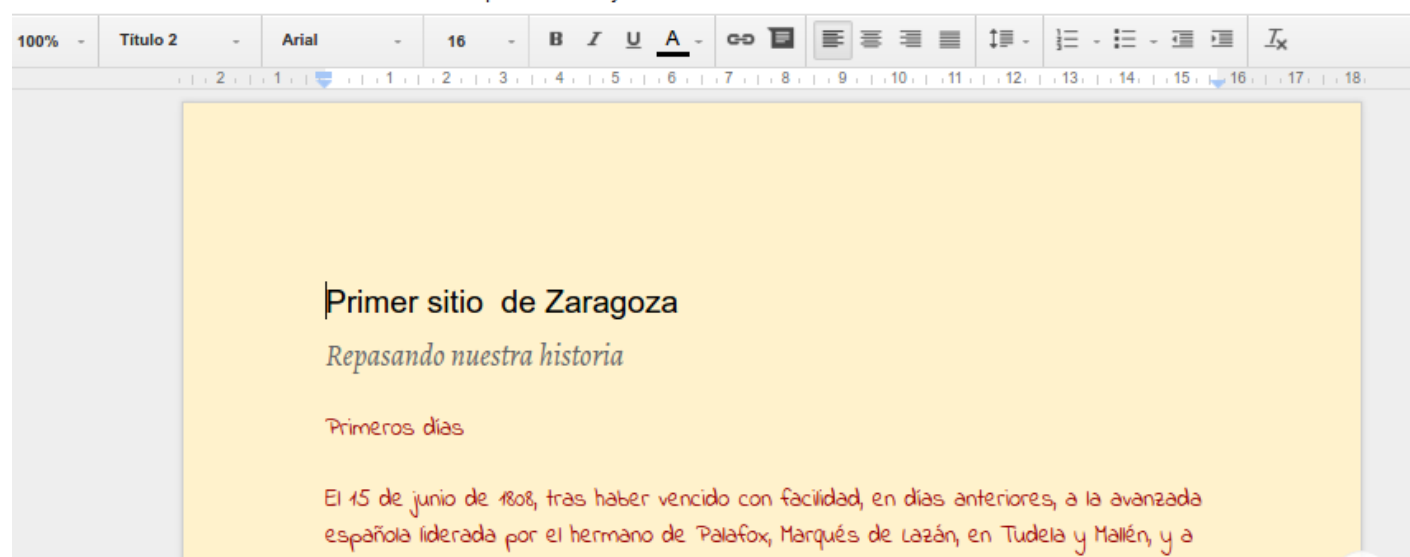 100% Título 2 Arial 16 B I U A
2 1 1 2 3 4 5 6 7 8 9 10 11 12 13 14 15 16 17 18
Primer sitio  de Zaragoza
Repasando nuestra historia
Primeros días
El 15 de junio de 1808, tras haber vencido con facilidad, en días anteriores, a la avanzada
española liderada por el hermano de Palafox, Marqués de Lazán, en Tudela y Mallén, y a